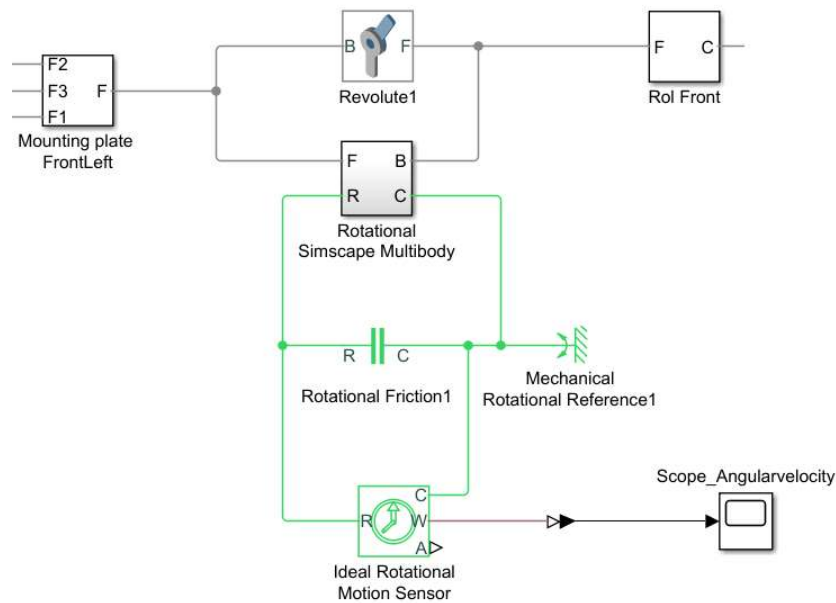 B F
Revolute1
F C
Rol Front
F2
F3 F
F1
Mounting plate
FrontLeft
F B
R C
Rotational
Simscape Multibody
R C
Rotational Friction1
Mechanical
Rotational Reference1
Scope_Angularvelocity
C
R W
A
Ideal Rotational
Motion Sensor